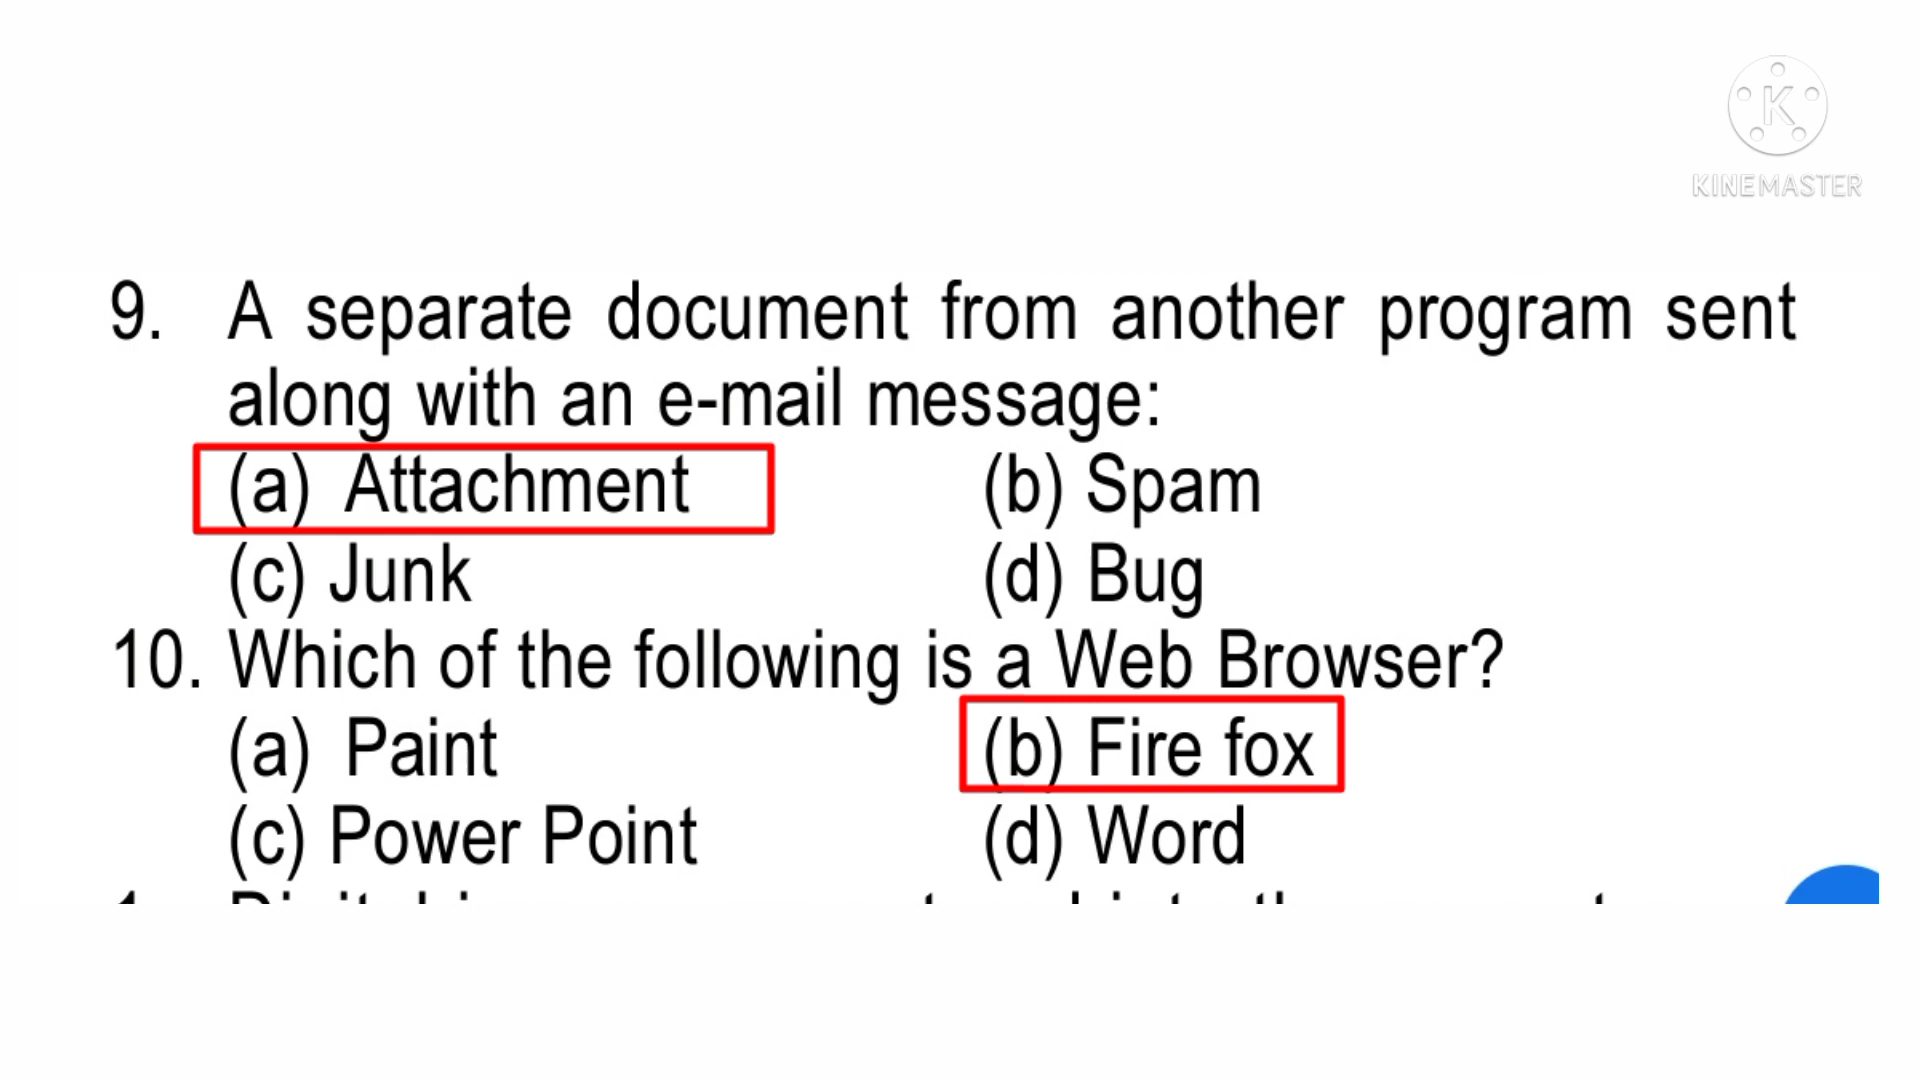 KINEMASTER
9. A separate document from another program sent
along with an e-mail message:
(a) Attachment (b) Spam
(c) Junk (d) Bug
10. Which of the following is a Web Browser?
(a) Paint (b) Fire fox
(c) Power Point (d) Word